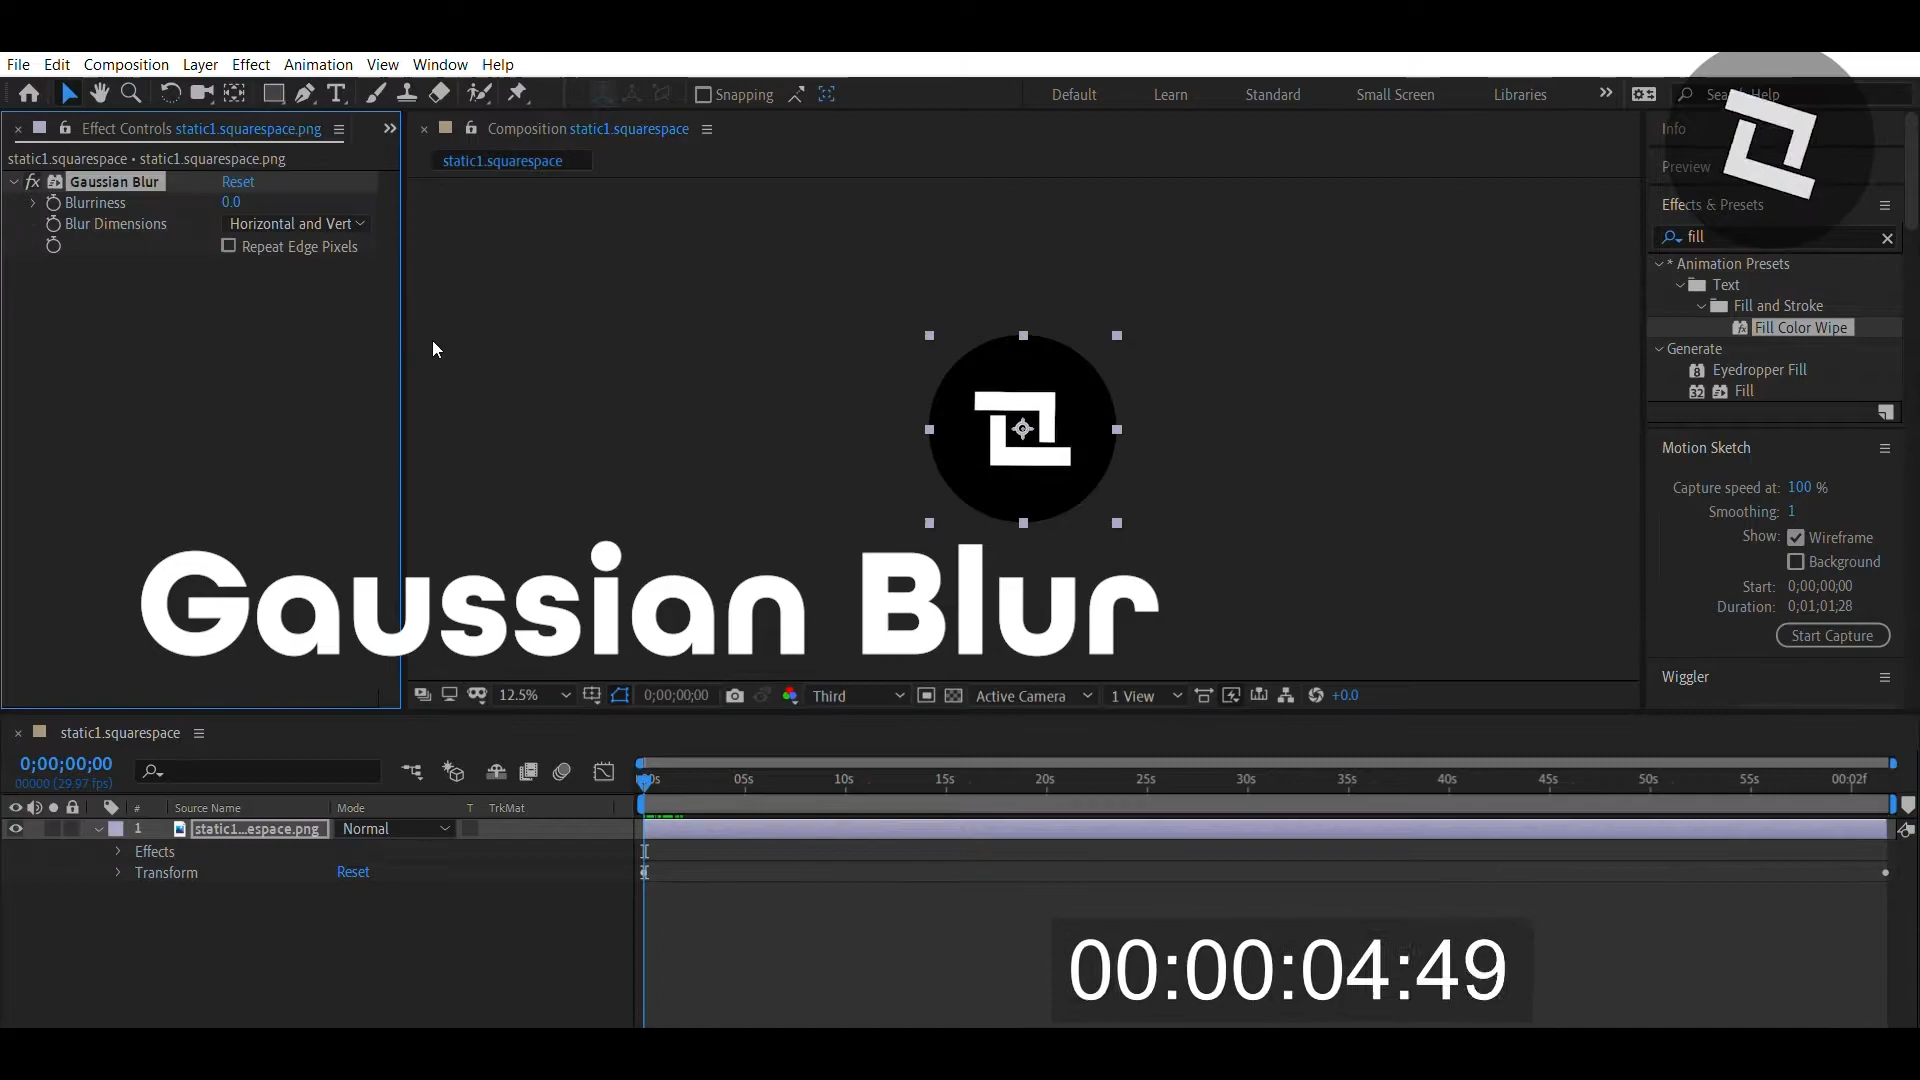 File Edit Composition Layer Effect Animation View Window Help
Snapping Default Learn Standard Small Screen Libraries Search Help
Effect Controls static1.squarespace.png
static1.squarespace • static1.squarespace.png
fx Gaussian Blur Reset
Blurriness 0.0
Blur Dimensions Horizontal and Vert
Repeat Edge Pixels
Composition static1.squarespace
static1.squarespace
Info
Preview
Effects & Presets
fill
* Animation Presets
Text
Fill and Stroke
Fill Color Wipe
Generate
Eyedropper Fill
Fill
Motion Sketch
Capture speed at: 100 %
Smoothing: 1
Show: Wireframe
Background
Start: 0;00;00;00
Duration: 0;01;01;28
Start Capture
Wiggler
Gaussian Blur
12.5% 0;00;00;00 Third Active Camera 1 View +0.0
static1.squarespace
0;00;00;00
00000 (29.97 fps)
05s 10s 15s 20s 25s 30s 35s 40s 45s 50s 55s 00:02f
# Source Name Mode T TrkMat
1 static1...espace.png Normal
Effects
Transform Reset
00:00:04:49